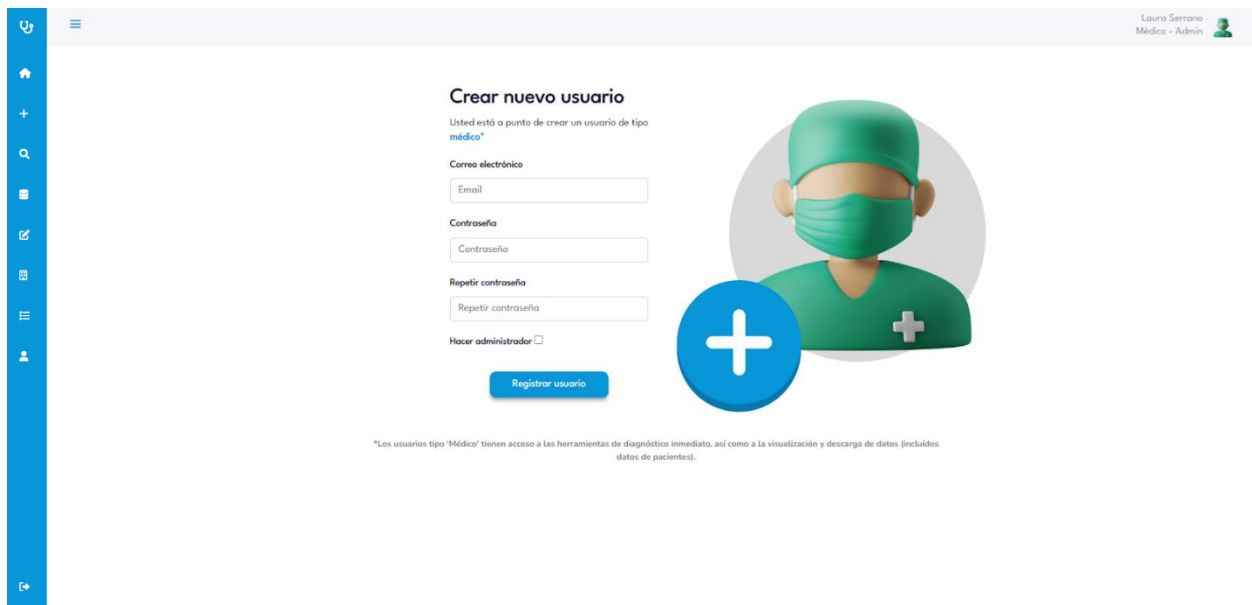 Laura Serrano
Médico - Admin
Crear nuevo usuario
Usted está a punto de crear un usuario de tipo
médico*
Correo electrónico
Email
Contraseña
Contraseña
Repetir contraseña
Repetir contraseña
Hacer administrador
Registrar usuario
*Los usuarios tipo 'Médico' tienen acceso a las herramientas de diagnóstico inmediato, así como a la visualización y descarga de datos (incluídos
datos de pacientes).